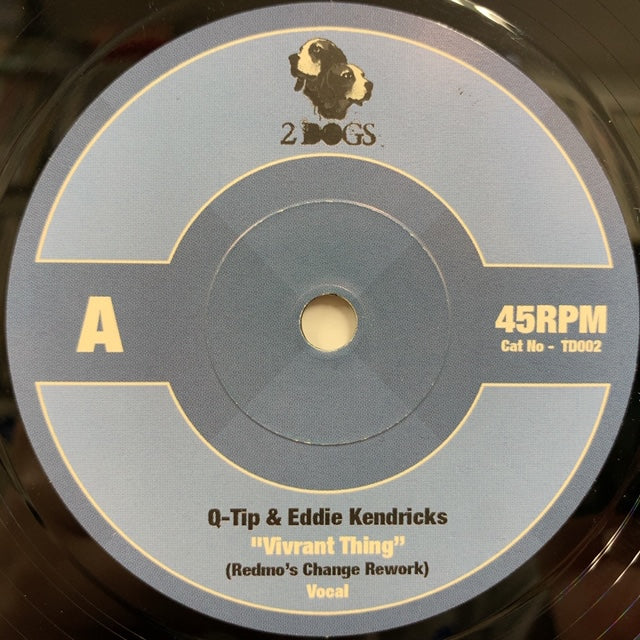 2 DOGS
A
45RPM
Cat No - TD002
Q-Tip & Eddie Kendricks
"Vivrant Thing"
(Redmo's Change Rework)
Vocal